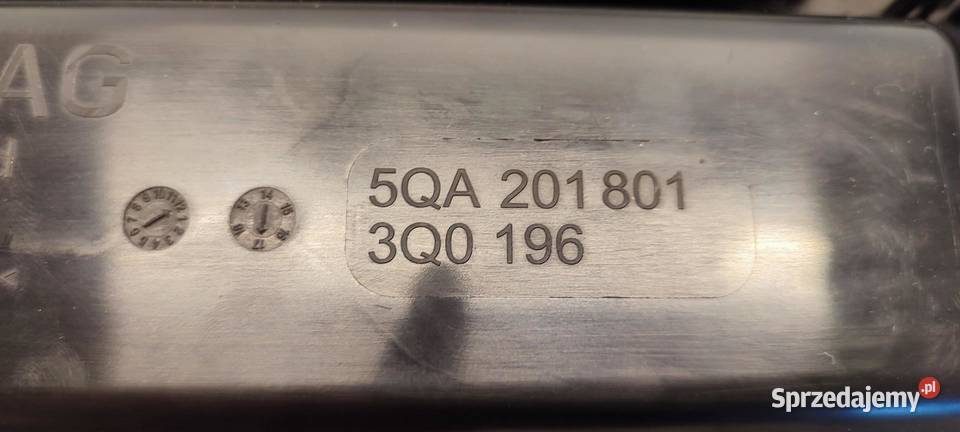 AG
5QA 201 801
3Q0 196
Sprzedajemy.pl